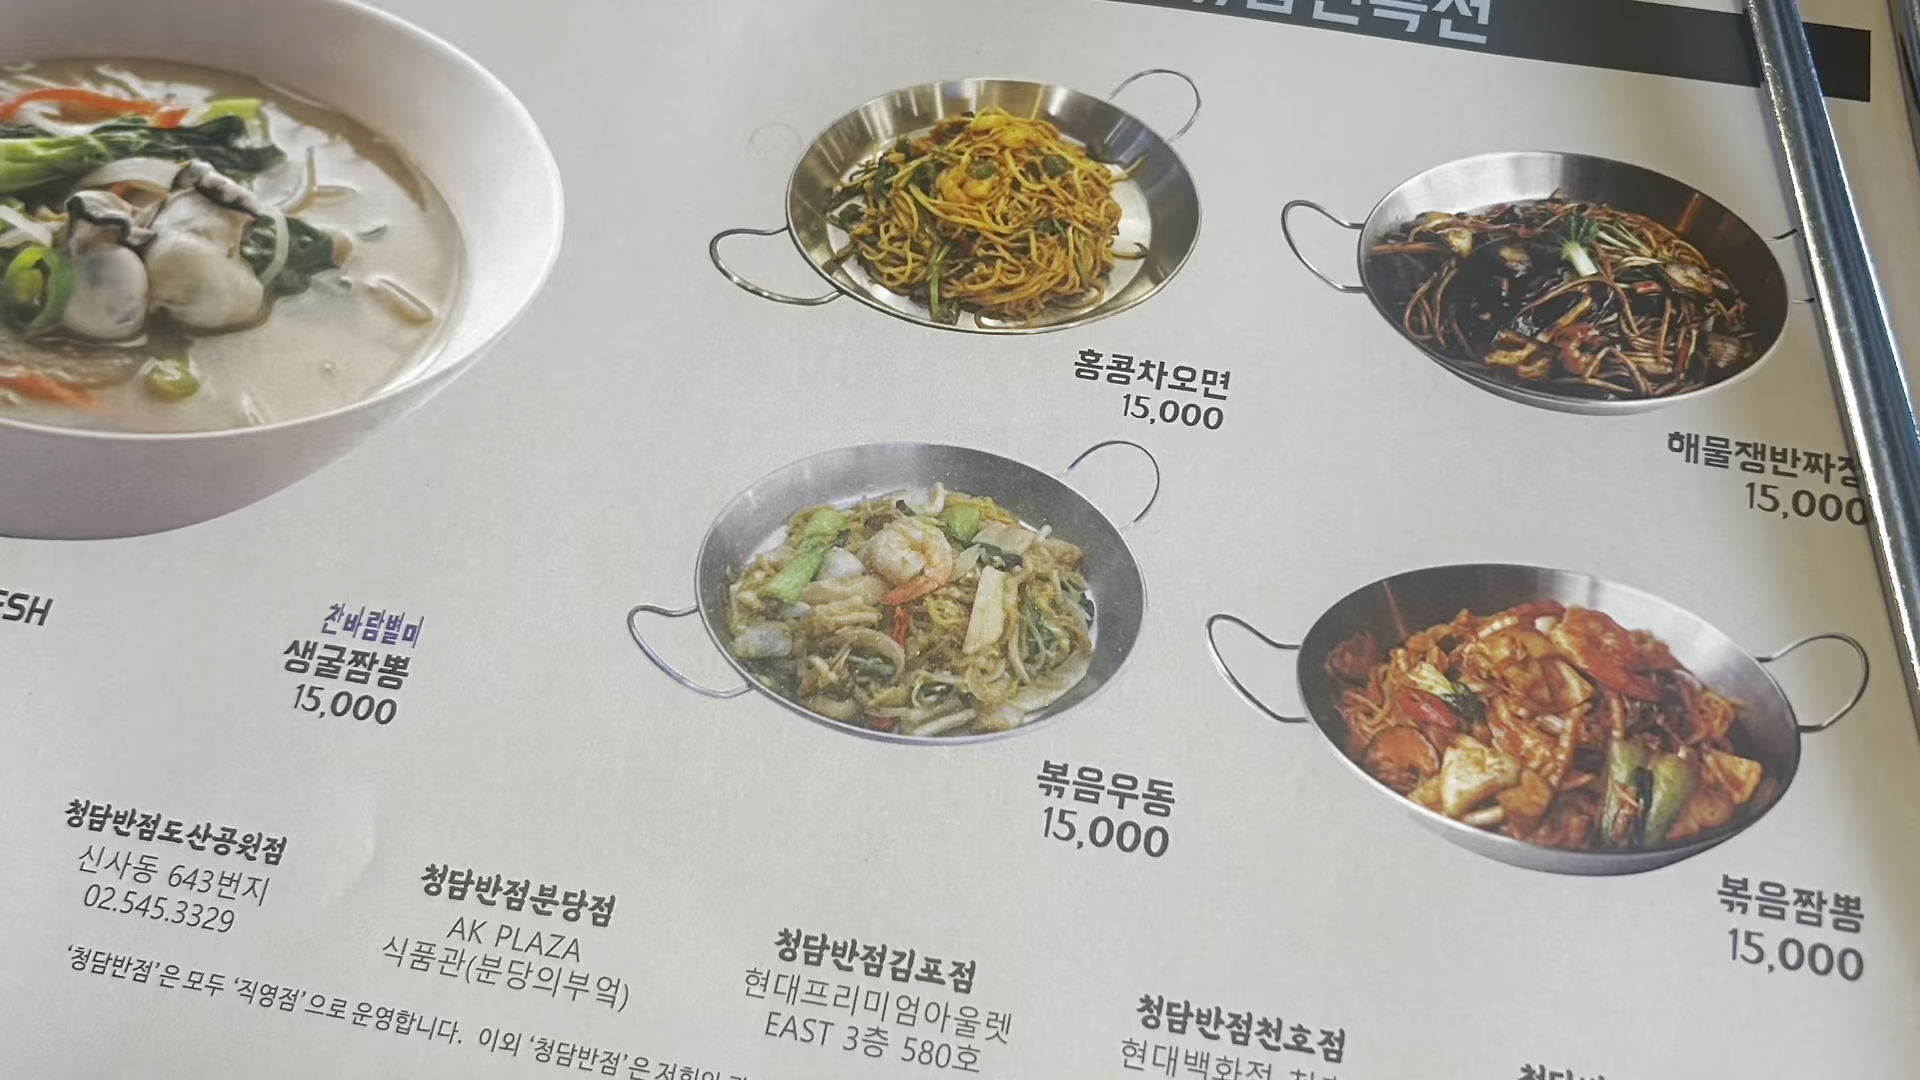 홍콩차오면
15,000
해물쟁반짜장
15,000
FSH
찬바람별미
생굴짬뽕
15,000
볶음우동
15,000
볶음짬뽕
15,000
청담반점도산공원점
신사동 643번지
02.545.3329
청담반점분당점
AK PLAZA
식품관(분당의부엌)
청담반점김포점
현대프리미엄아울렛
EAST 3층 580호
청담반점천호점
현대백화점
'청담반점'은 모두 '직영점'으로 운영합니다. 이외 '청담반점'은 저희와